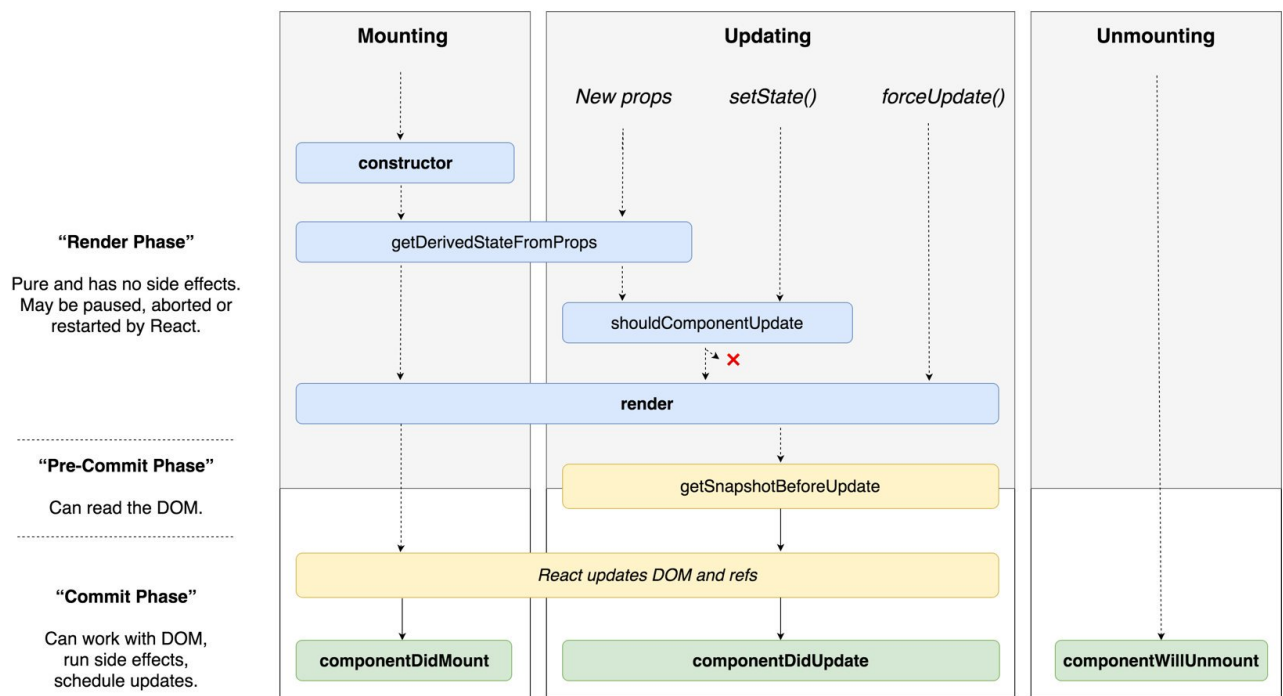 Mounting
Updating
Unmounting
New props
setState()
forceUpdate()
constructor
getDerivedStateFromProps
“Render Phase”
Pure and has no side effects.
May be paused, aborted or
restarted by React.
shouldComponentUpdate
render
“Pre-Commit Phase”
Can read the DOM.
getSnapshotBeforeUpdate
React updates DOM and refs
“Commit Phase”
Can work with DOM,
run side effects,
schedule updates.
componentDidMount
componentDidUpdate
componentWillUnmount